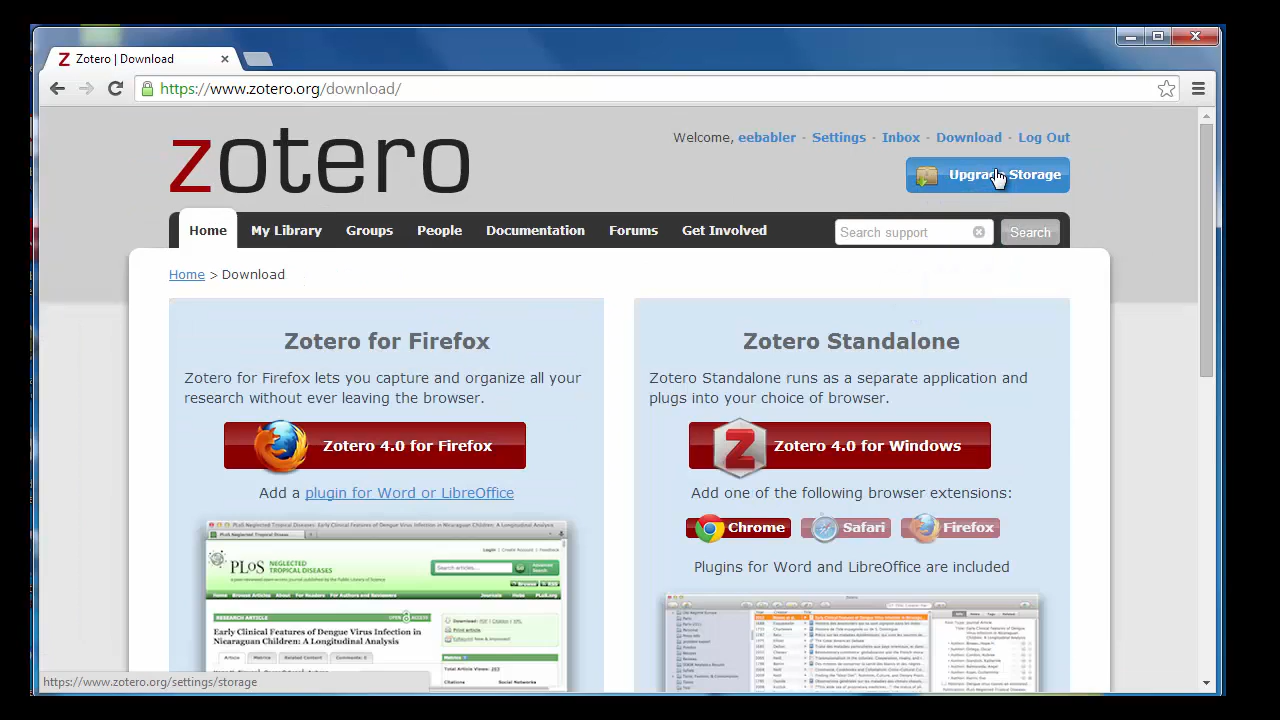 Zotero | Download
https://www.zotero.org/download/
zotero
Welcome, eebabler - Settings - Inbox - Download - Log Out
Upgrade Storage
Home My Library Groups People Documentation Forums Get Involved
Search support
Search
Home > Download
Zotero for Firefox
Zotero for Firefox lets you capture and organize all your
research without ever leaving the browser.
Zotero 4.0 for Firefox
Add a plugin for Word or LibreOffice
PLoS NEGLECTED
TROPICAL DISEASES
RESEARCH ARTICLE
Early Clinical Features of Dengue Virus Infection in
Nicaraguan Children: A Longitudinal Analysis
Zotero Standalone
Zotero Standalone runs as a separate application and
plugs into your choice of browser.
Zotero 4.0 for Windows
Add one of the following browser extensions:
Chrome Safari Firefox
Plugins for Word and LibreOffice are included
https://www.zotero.org/settings/storage